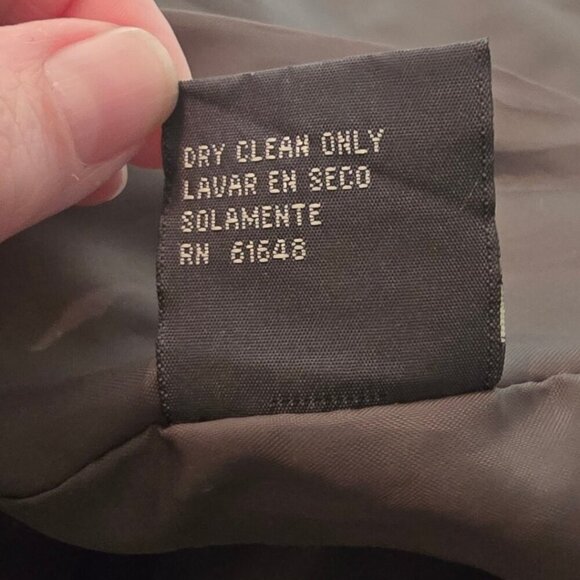 DRY CLEAN ONLY
LAVAR EN SECO
SOLAMENTE
RN 61648